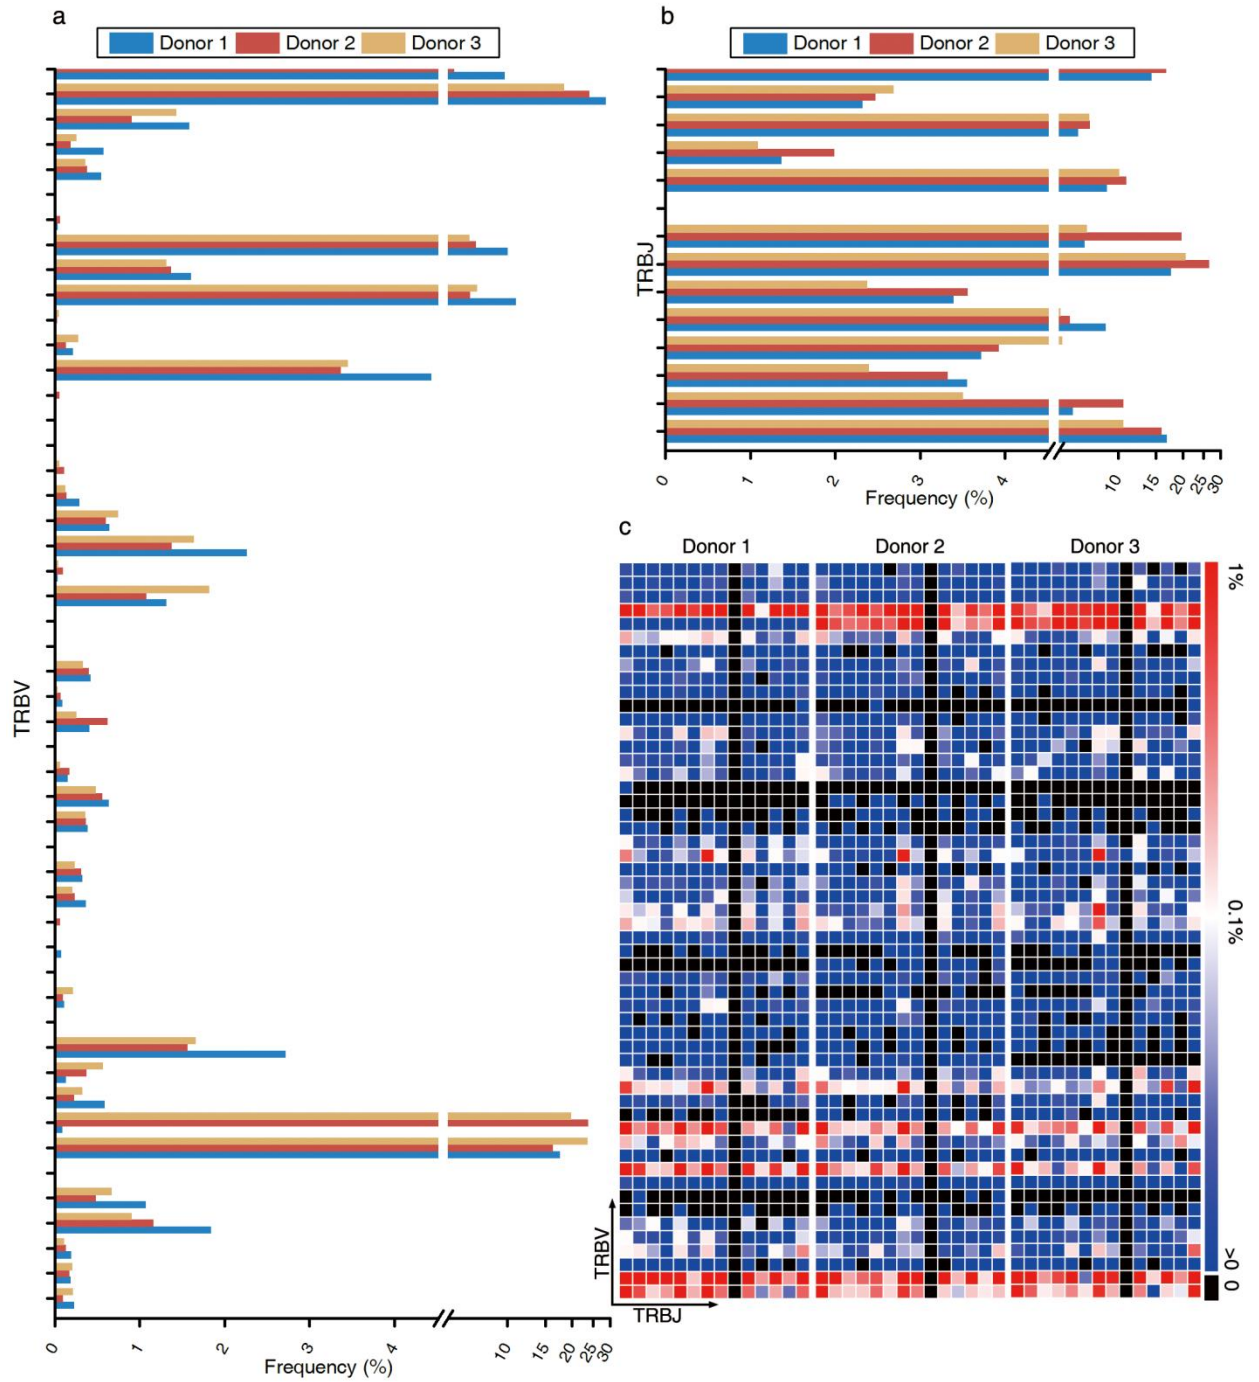 a
Donor 1 Donor 2 Donor 3
TRBV
0 1 2 3 4 10 15 20 25 30
Frequency (%)
b
Donor 1 Donor 2 Donor 3
TRBJ
0 1 2 3 4 10 15 20 25 30
Frequency (%)
c
Donor 1 Donor 2 Donor 3
1%
0.1%
>0
0
TRBV
TRBJ